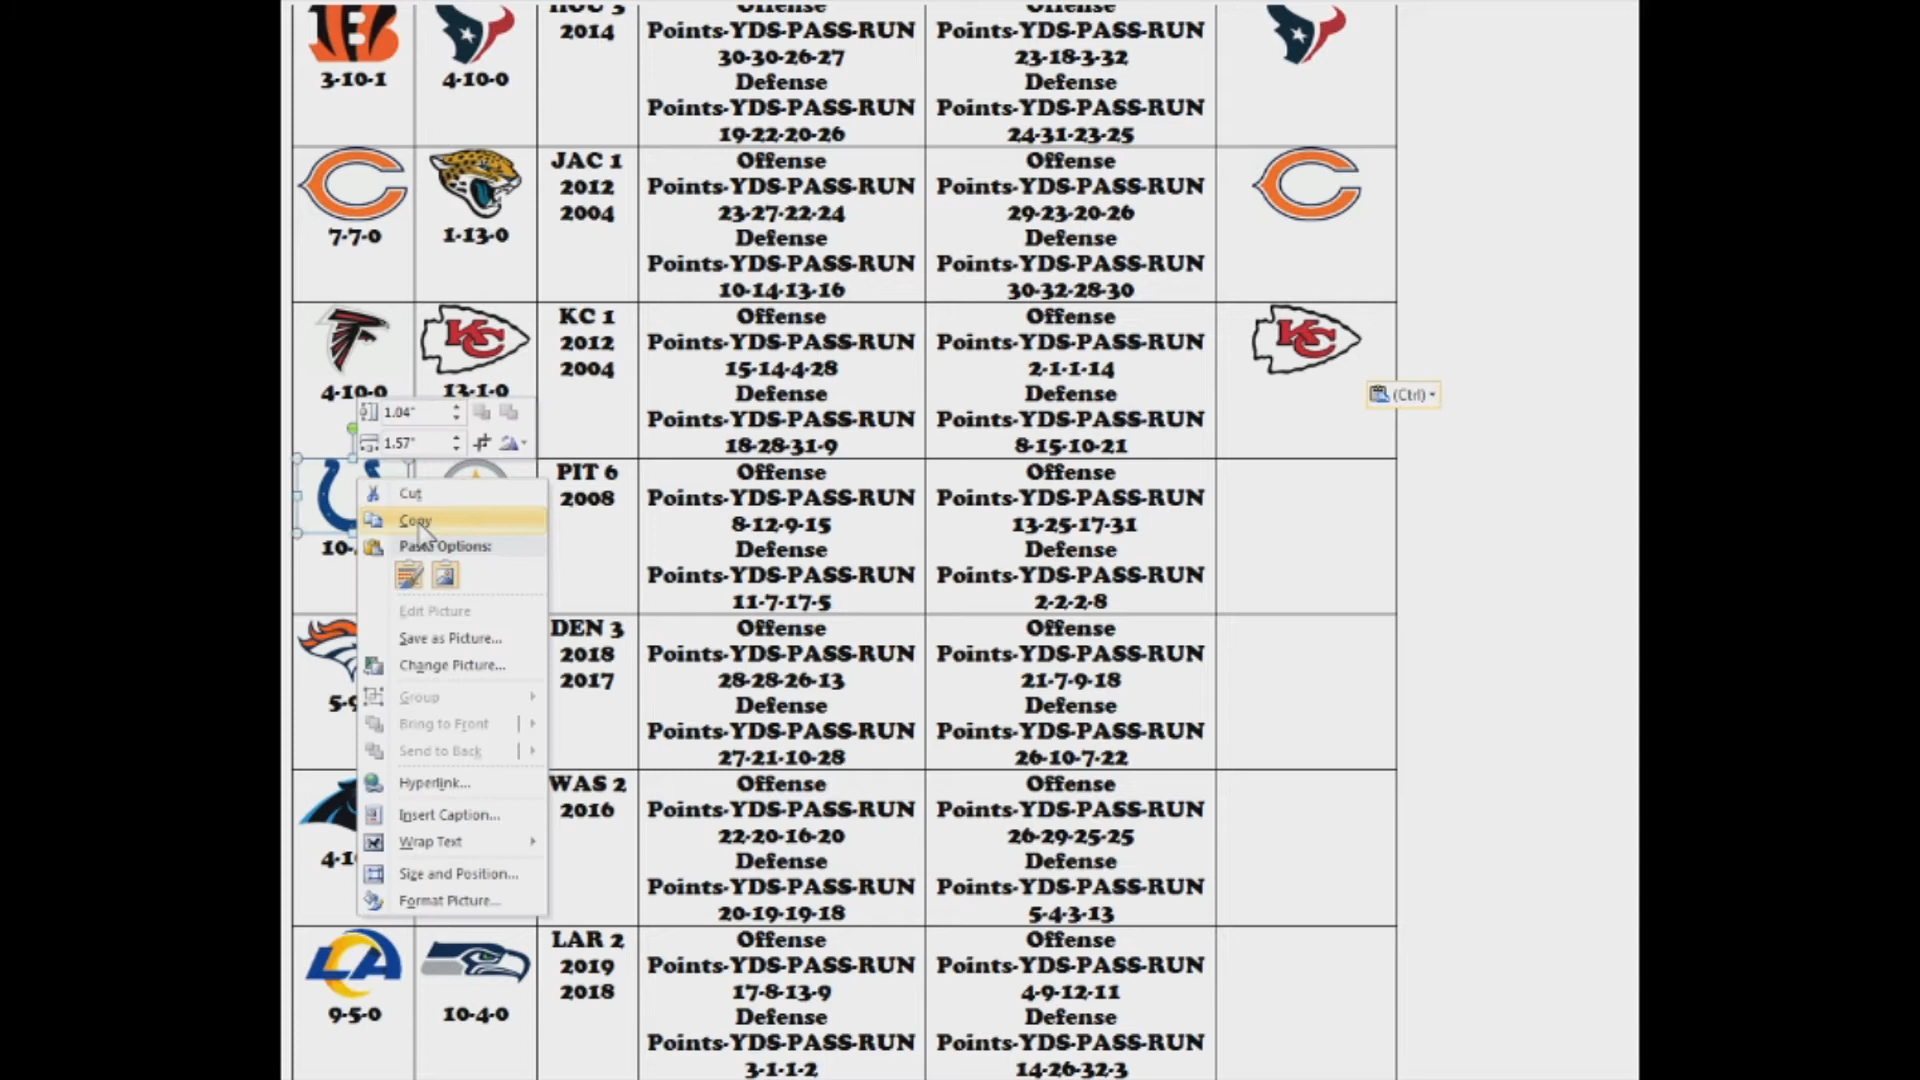 HOU 3
2014
3-10-1
4-10-0
Offense
Points-YDS-PASS-RUN
30-30-26-27
Defense
Points-YDS-PASS-RUN
19-22-20-26
Offense
Points-YDS-PASS-RUN
23-18-3-32
Defense
Points-YDS-PASS-RUN
24-31-23-25
7-7-0
1-13-0
JAC 1
2012
2004
Offense
Points-YDS-PASS-RUN
23-27-22-24
Defense
Points-YDS-PASS-RUN
10-14-13-16
Offense
Points-YDS-PASS-RUN
29-23-20-26
Defense
Points-YDS-PASS-RUN
30-32-28-30
KC
4-10-0
13-1-0
KC 1
2012
2004
Offense
Points-YDS-PASS-RUN
15-14-4-28
Defense
Points-YDS-PASS-RUN
18-28-31-9
Offense
Points-YDS-PASS-RUN
2-1-1-14
Defense
Points-YDS-PASS-RUN
8-15-10-21
KC
(Ctrl)
1.04"
1.57"
Cut
Copy
Paste Options:
Edit Picture
Save as Picture...
Change Picture...
Group
Bring to Front
Send to Back
Hyperlink...
Insert Caption...
Wrap Text
Size and Position...
Format Picture...
PIT 6
2008
Offense
Points-YDS-PASS-RUN
8-12-9-15
Defense
Points-YDS-PASS-RUN
11-7-17-5
Offense
Points-YDS-PASS-RUN
13-25-17-31
Defense
Points-YDS-PASS-RUN
2-2-2-8
DEN 3
2018
2017
Offense
Points-YDS-PASS-RUN
28-28-26-13
Defense
Points-YDS-PASS-RUN
27-21-10-28
Offense
Points-YDS-PASS-RUN
21-7-9-18
Defense
Points-YDS-PASS-RUN
26-10-7-22
WAS 2
2016
Offense
Points-YDS-PASS-RUN
22-20-16-20
Defense
Points-YDS-PASS-RUN
20-19-19-18
Offense
Points-YDS-PASS-RUN
26-29-25-25
Defense
Points-YDS-PASS-RUN
5-4-3-13
LA
9-5-0
10-4-0
LAR 2
2019
2018
Offense
Points-YDS-PASS-RUN
17-8-13-9
Defense
Points-YDS-PASS-RUN
3-1-1-2
Offense
Points-YDS-PASS-RUN
4-9-12-11
Defense
Points-YDS-PASS-RUN
14-26-32-3